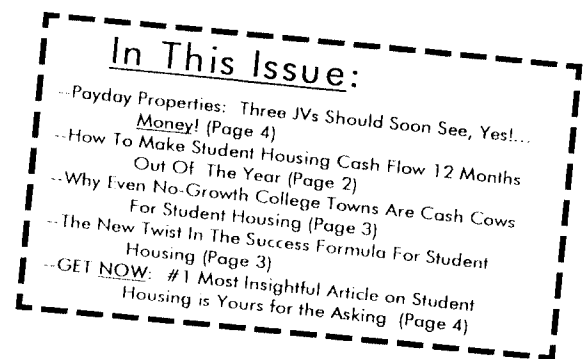 In This Issue:
--Payday Properties: Three JVs Should Soon See, Yes!...
Money! (Page 4)
--How To Make Student Housing Cash Flow 12 Months
Out Of The Year (Page 2)
--Why Even No-Growth College Towns Are Cash Cows
For Student Housing (Page 3)
--The New Twist In The Success Formula For Student
Housing (Page 3)
--GET NOW: #1 Most Insightful Article on Student
Housing is Yours for the Asking (Page 4)